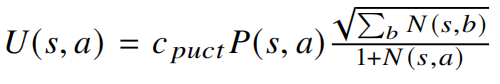 U(s, a) = c_{puct} P(s, a) \frac{\sqrt{\sum_b N(s,b)}}{1+N(s,a)}